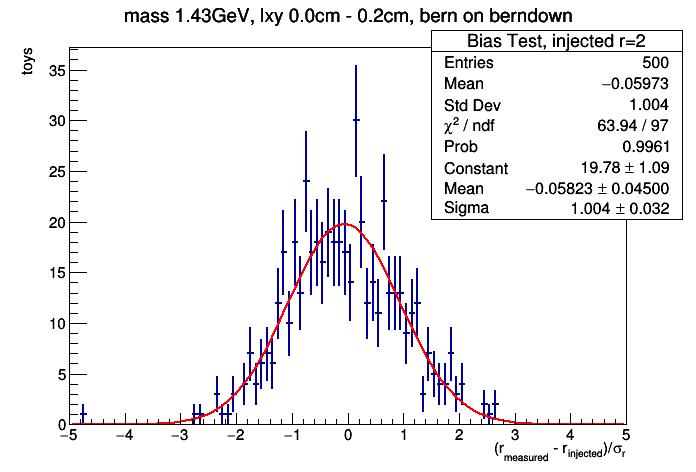 mass 1.43GeV, lxy 0.0cm - 0.2cm, bern on berndown
Bias Test, injected r=2
Entries 500
Mean −0.05973
Std Dev 1.004
χ² / ndf 63.94 / 97
Prob 0.9961
Constant 19.78 ± 1.09
Mean −0.05823 ± 0.04500
Sigma 1.004 ± 0.032
toys
35
30
25
20
15
10
5
0
−5 −4 −3 −2 −1 0 1 2 3 4 5
(r_measured - r_injected)/σ_r